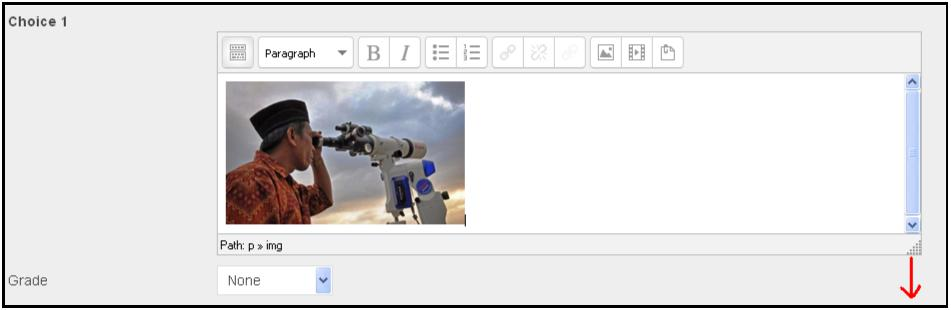 Choice 1
Paragraph B I
Path: p » img
Grade None